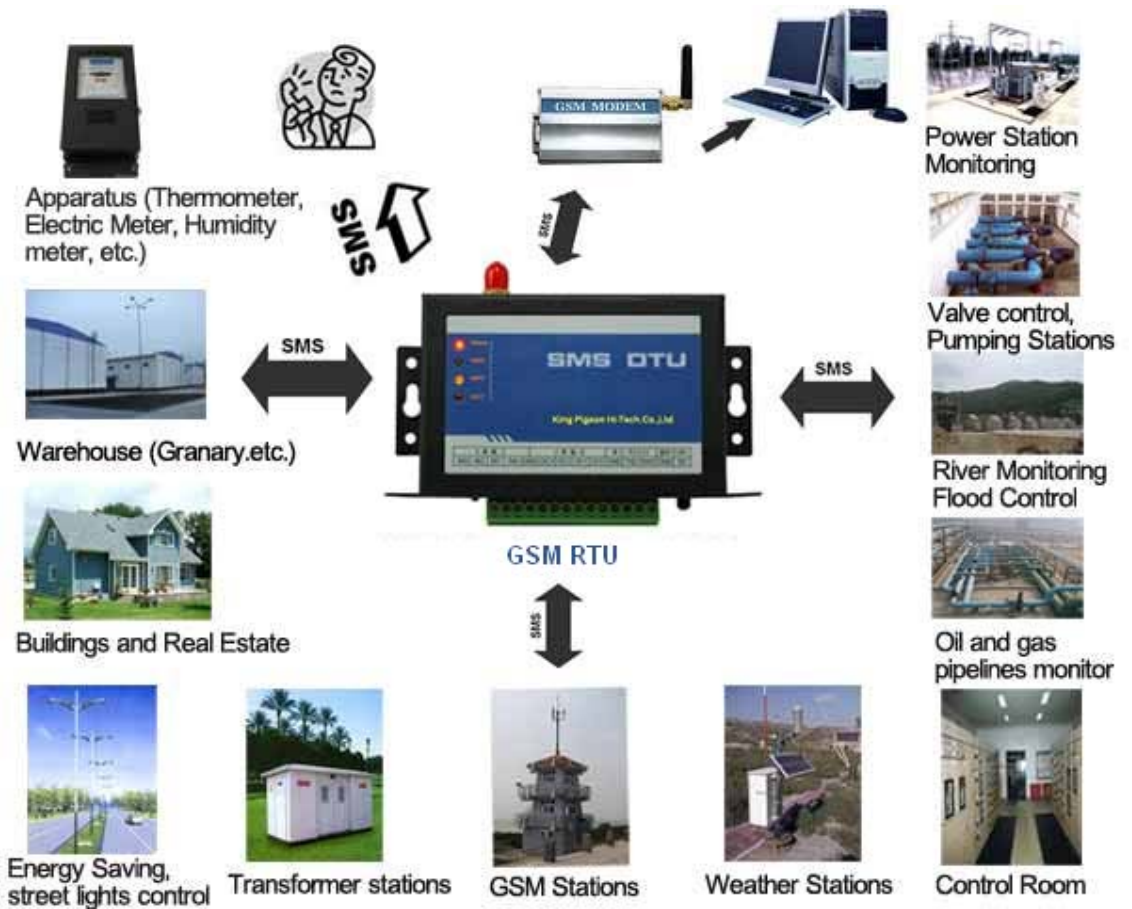 GSM MODEM
Power Station
Monitoring
Apparatus (Thermometer,
Electric Meter, Humidity
meter, etc.)
SMS
SMS
Valve control,
Pumping Stations
SMS
SMS DTU
SMS
King Pigeon Hi-Tech.Co.,Ltd.
Warehouse (Granary.etc.)
River Monitoring
Flood Control
GSM RTU
SMS
Buildings and Real Estate
Oil and gas
pipelines monitor
Energy Saving,
street lights control
Transformer stations
GSM Stations
Weather Stations
Control Room